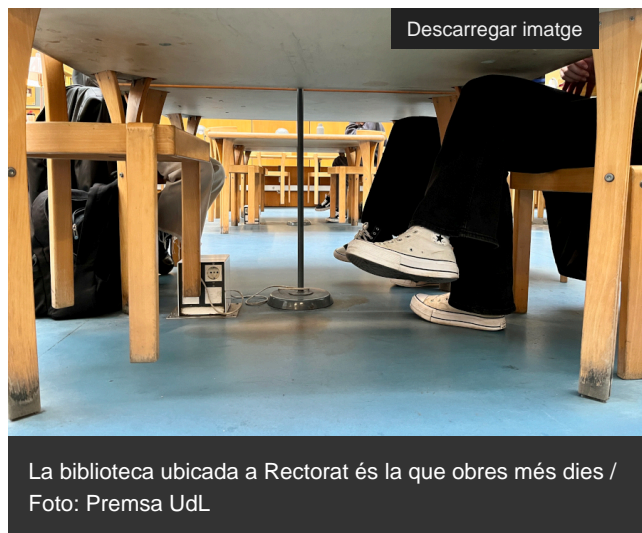 Descarregar imatge
La biblioteca ubicada a Rectorat és la que obres més dies /
Foto: Premsa UdL